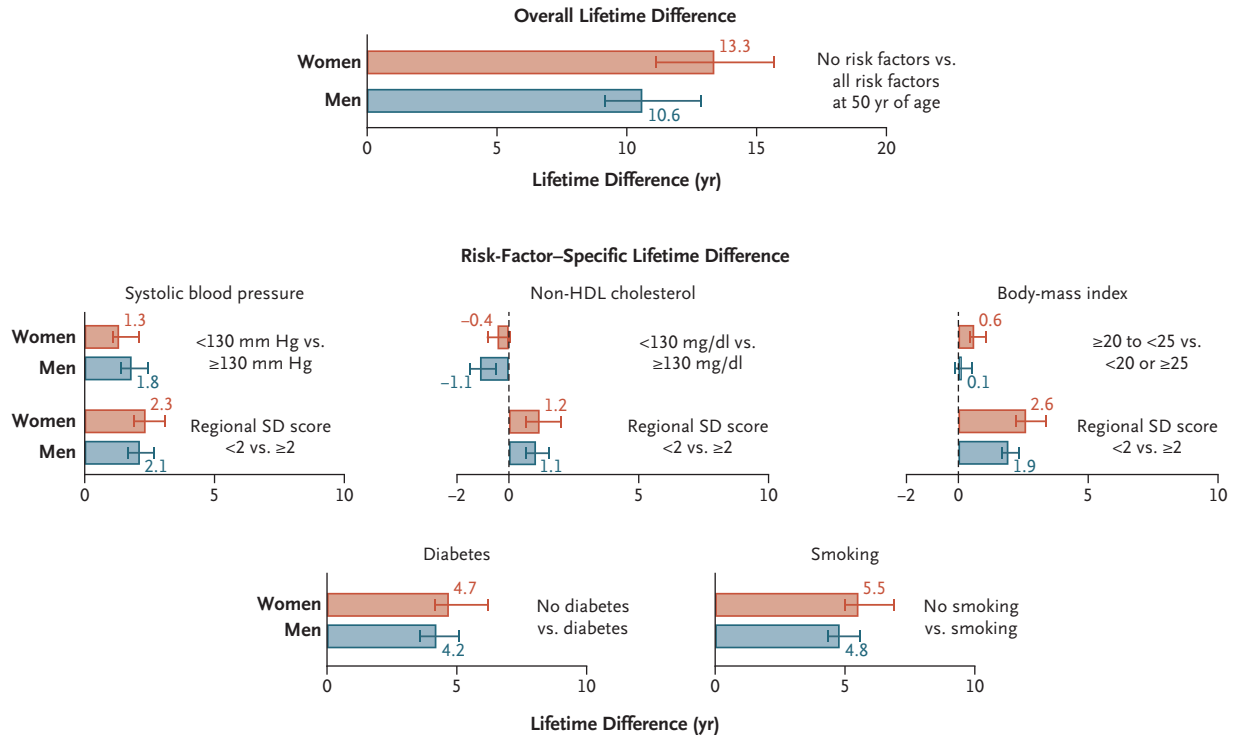 Overall Lifetime Difference
Women
13.3
Men
10.6
No risk factors vs.
all risk factors
at 50 yr of age
0 5 10 15 20
Lifetime Difference (yr)
Risk-Factor–Specific Lifetime Difference
Systolic blood pressure
Women
1.3
Men
1.8
<130 mm Hg vs.
≥130 mm Hg
Women
2.3
Men
2.1
Regional SD score
<2 vs. ≥2
0 5 10
Non-HDL cholesterol
−0.4
−1.1
<130 mg/dl vs.
≥130 mg/dl
1.2
1.1
Regional SD score
<2 vs. ≥2
−2 0 5 10
Body-mass index
0.6
0.1
≥20 to <25 vs.
<20 or ≥25
2.6
1.9
Regional SD score
<2 vs. ≥2
−2 0 5 10
Diabetes
Women
4.7
Men
4.2
No diabetes
vs. diabetes
0 5 10
Smoking
5.5
4.8
No smoking
vs. smoking
0 5 10
Lifetime Difference (yr)